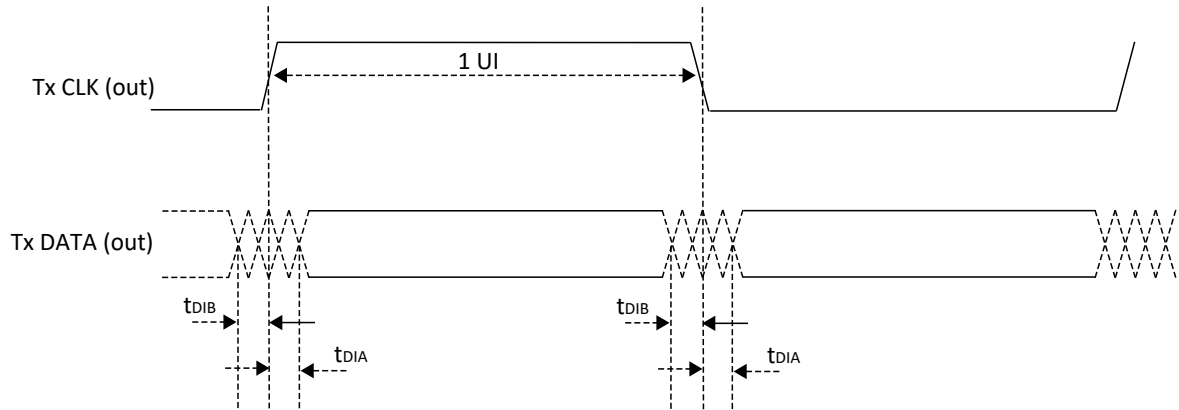 1 UI
Tx CLK (out)
Tx DATA (out)
tDIB
tDIB
tDIA
tDIA